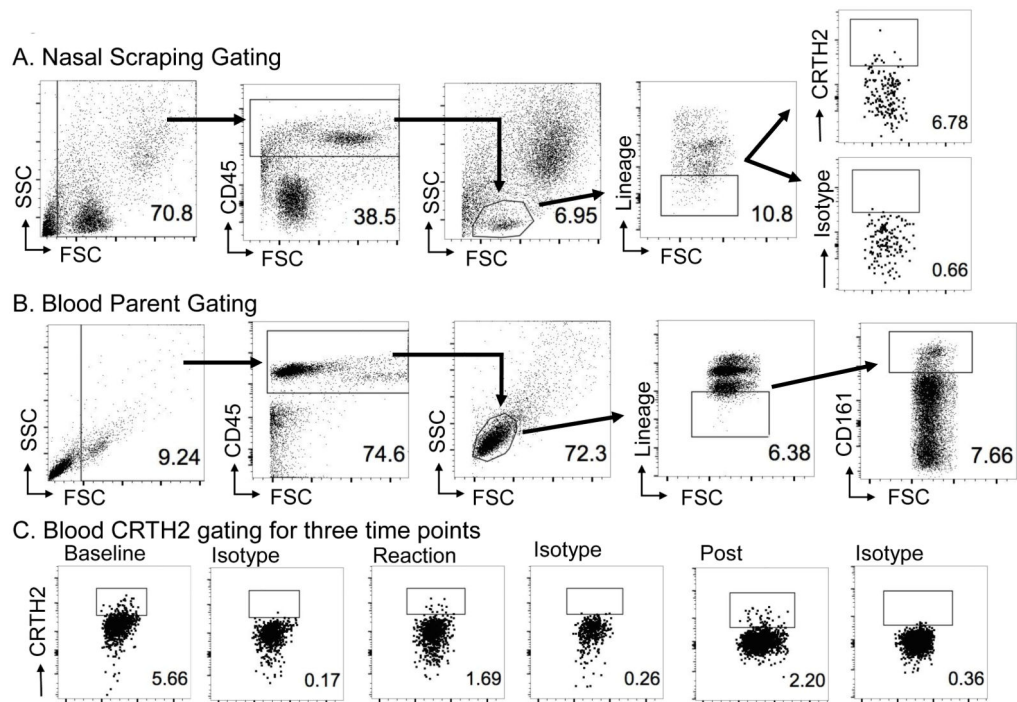 A. Nasal Scraping Gating
SSC
FSC
70.8
CD45
FSC
38.5
SSC
FSC
6.95
Lineage
FSC
10.8
CRTH2
6.78
Isotype
0.66
B. Blood Parent Gating
SSC
FSC
9.24
CD45
FSC
74.6
SSC
FSC
72.3
Lineage
FSC
6.38
CD161
FSC
7.66
C. Blood CRTH2 gating for three time points
Baseline
Isotype
Reaction
Isotype
Post
Isotype
CRTH2
5.66
0.17
1.69
0.26
2.20
0.36